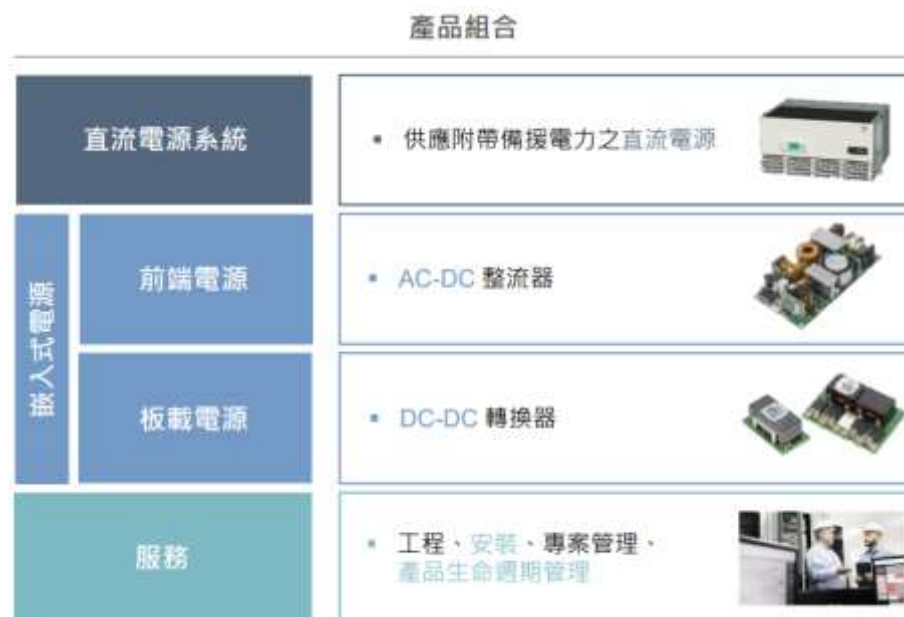 產品組合
直流電源系統
▪ 供應附帶備援電力之直流電源
嵌入式電源
前端電源
▪ AC-DC 整流器
板載電源
▪ DC-DC 轉換器
服務
▪ 工程、安裝、專案管理、
產品生命週期管理